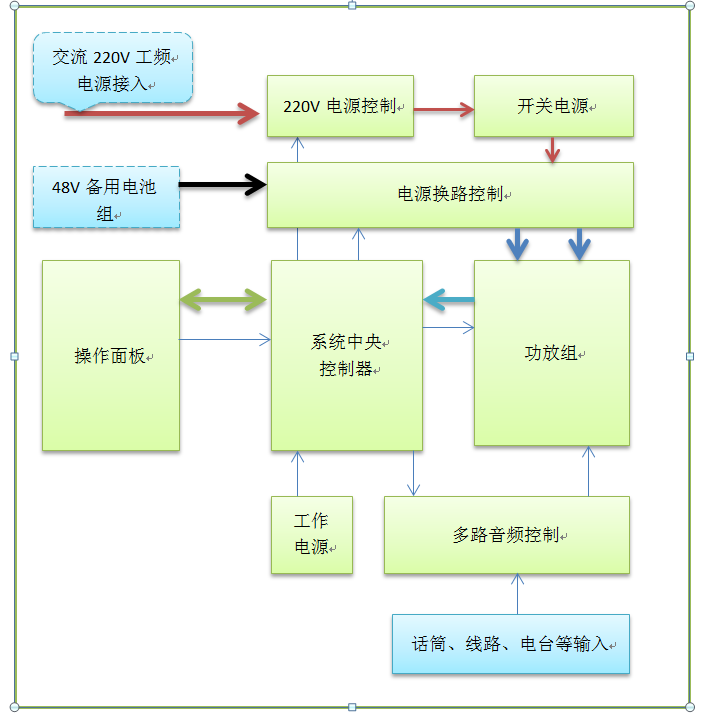 交流 220V 工频
电源接入
220V 电源控制
开关电源
48V 备用电池
组
电源换路控制
操作面板
系统中央
控制器
功放组
工作
电源
多路音频控制
话筒、线路、电台等输入